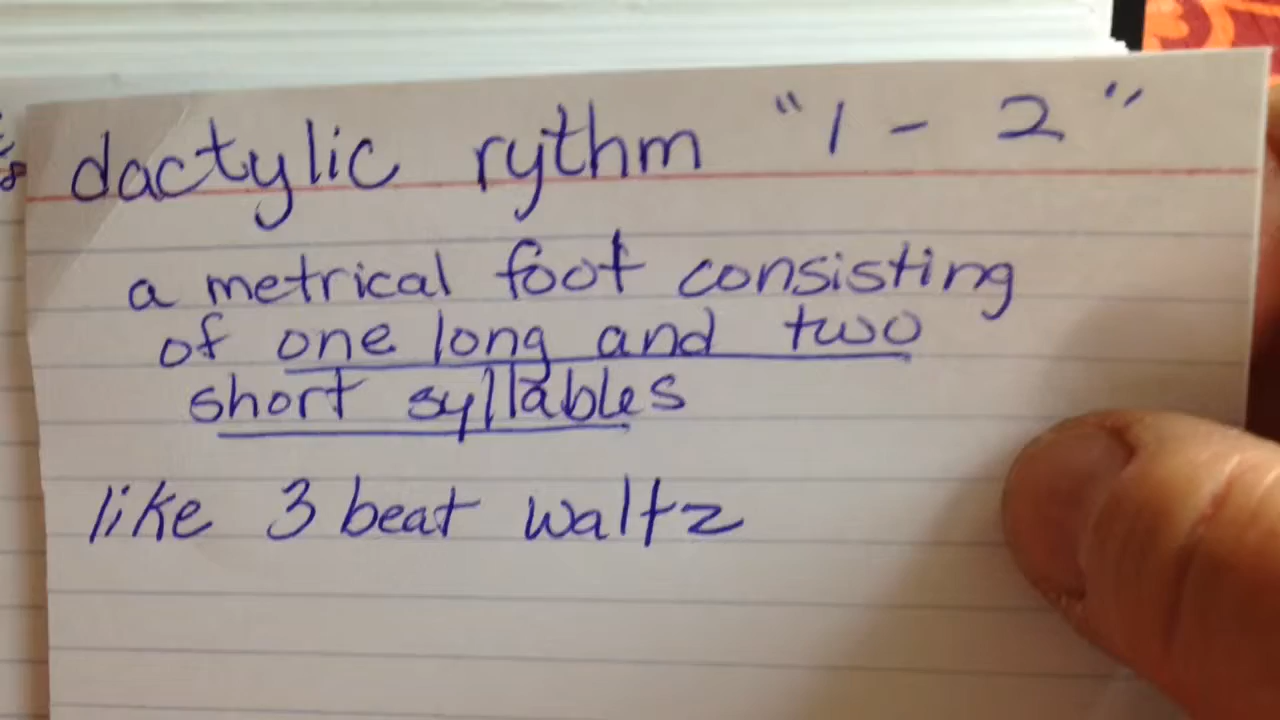 dactylic rythm "1 - 2"
a metrical foot consisting
of one long and two
short syllables
like 3 beat waltz